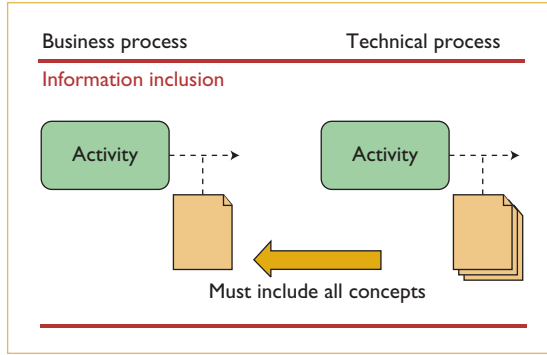 Business process
Technical process
Information inclusion
Activity
Activity
Must include all concepts